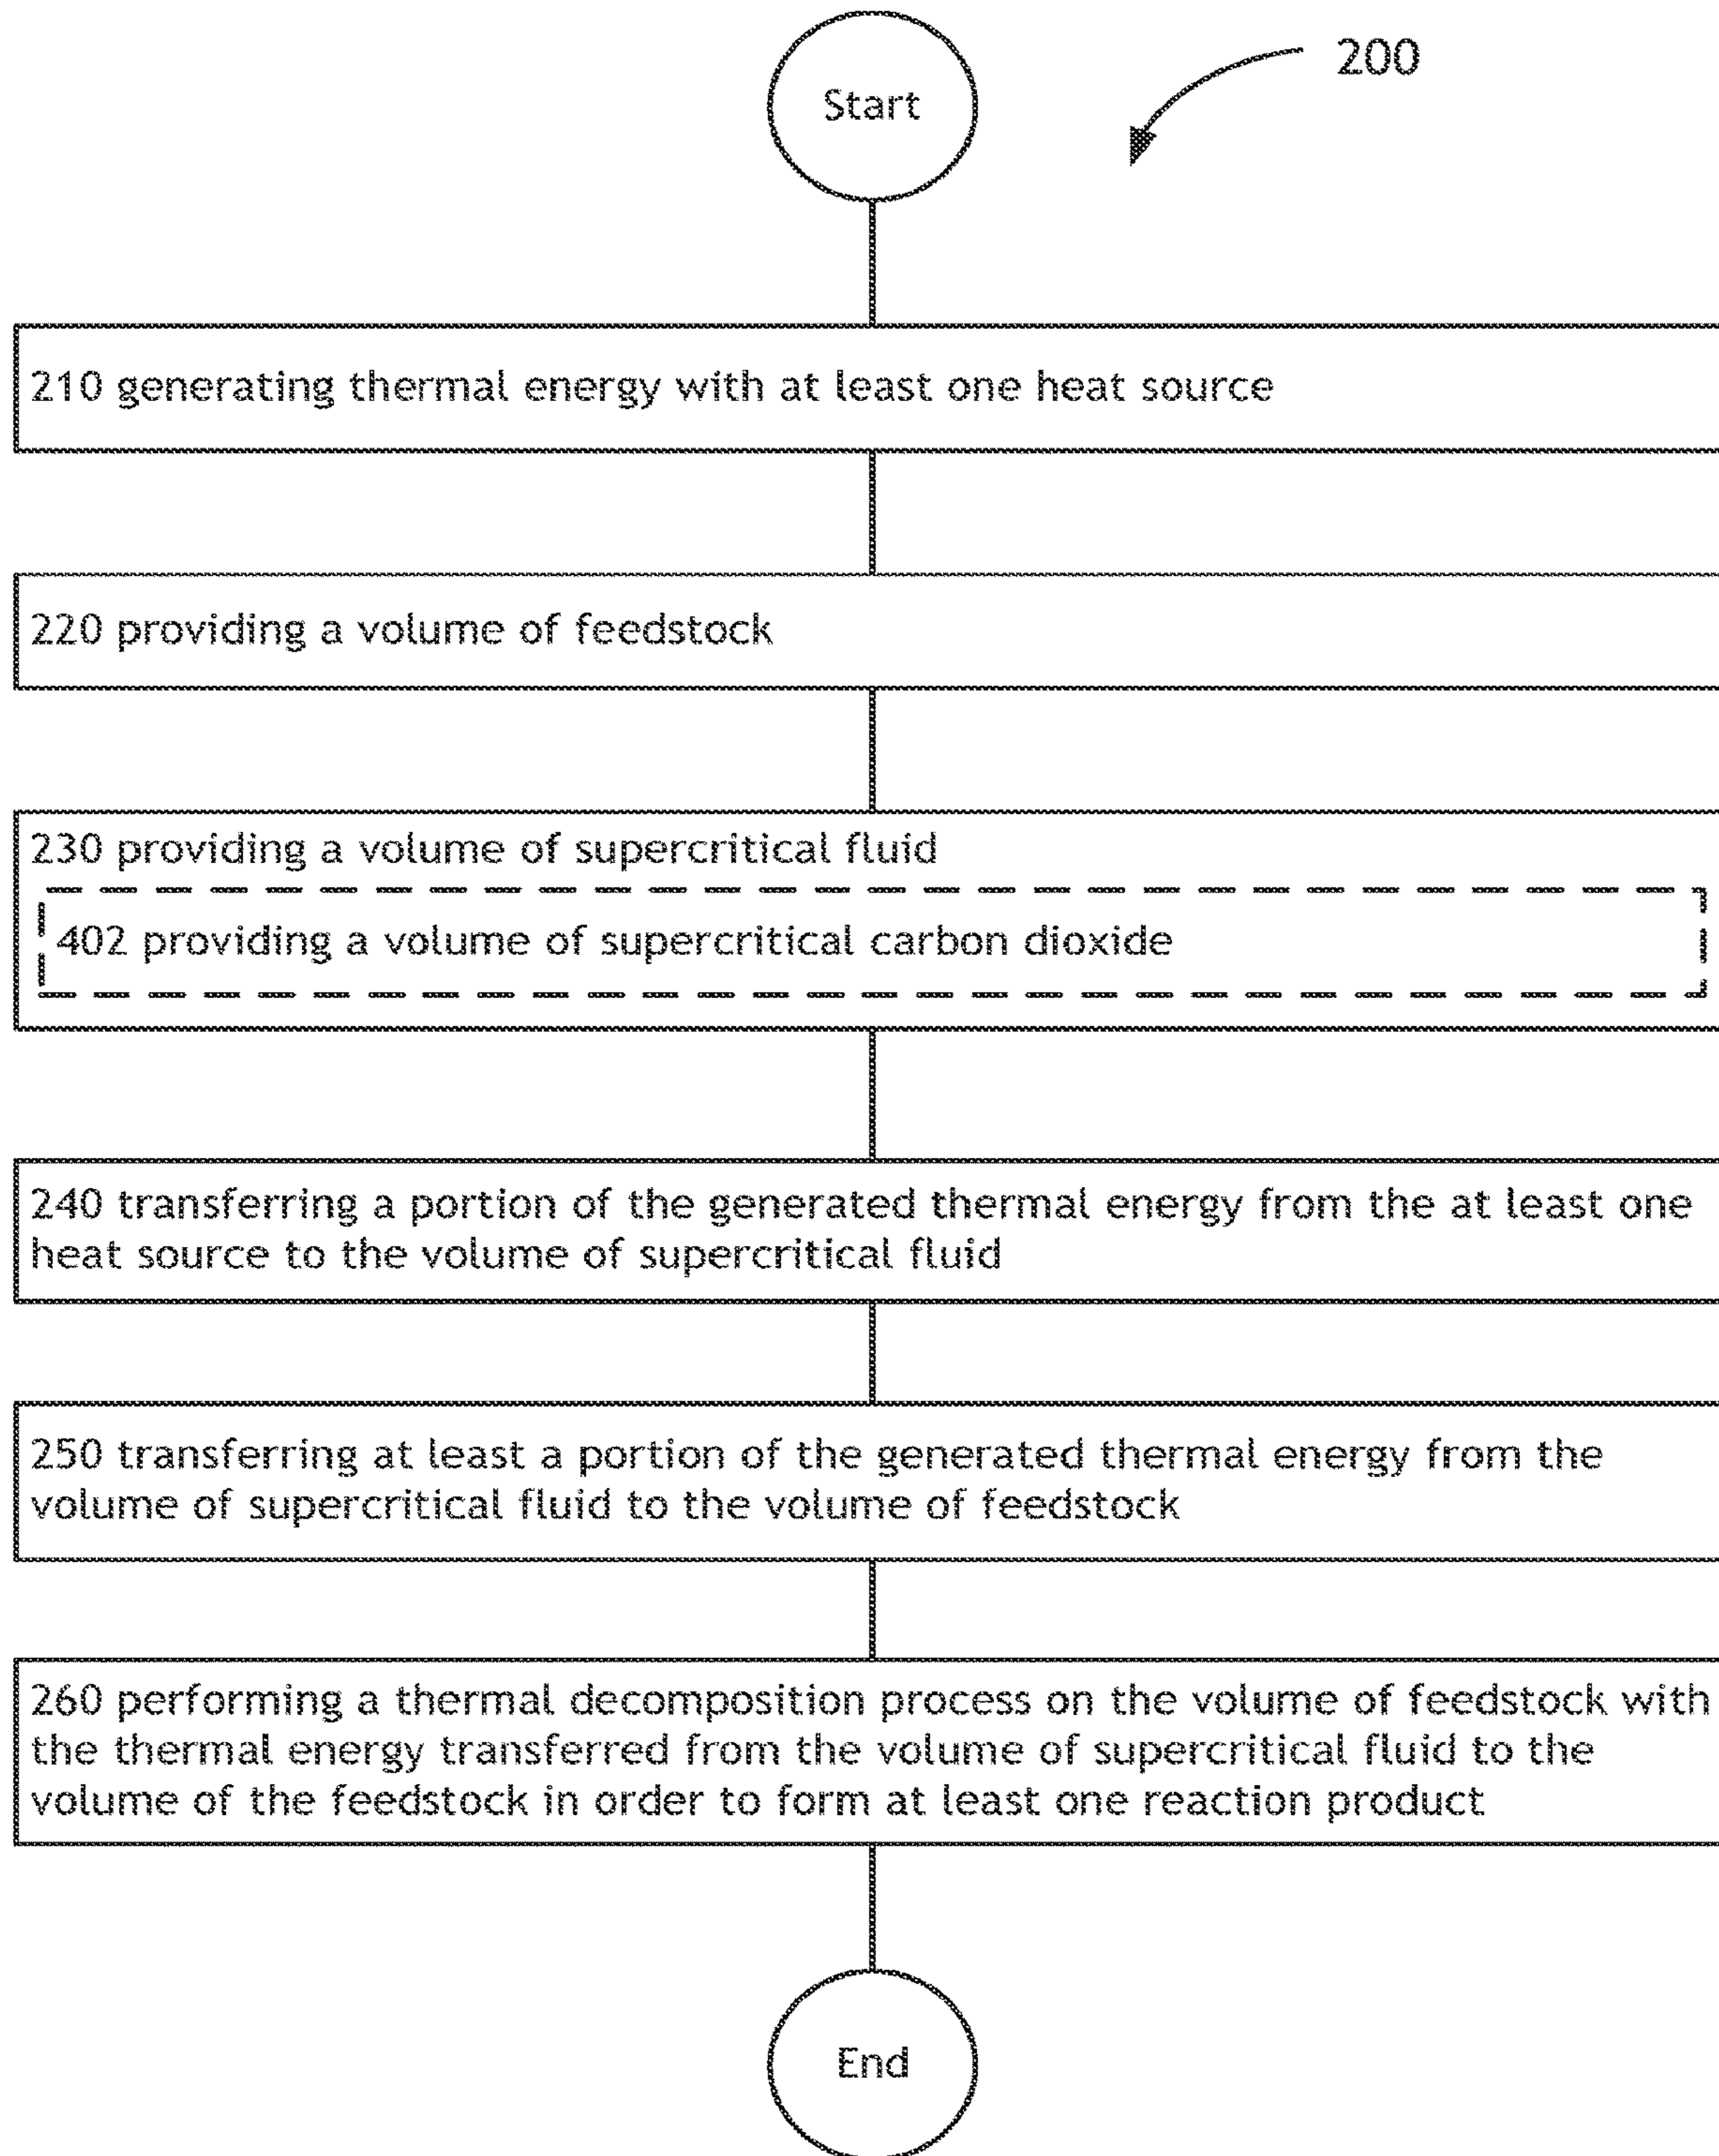 Start
200
210 generating thermal energy with at least one heat source
220 providing a volume of feedstock
230 providing a volume of supercritical fluid
402 providing a volume of supercritical carbon dioxide
240 transferring a portion of the generated thermal energy from the at least one
heat source to the volume of supercritical fluid
250 transferring at least a portion of the generated thermal energy from the
volume of supercritical fluid to the volume of feedstock
260 performing a thermal decomposition process on the volume of feedstock with
the thermal energy transferred from the volume of supercritical fluid to the
volume of the feedstock in order to form at least one reaction product
End